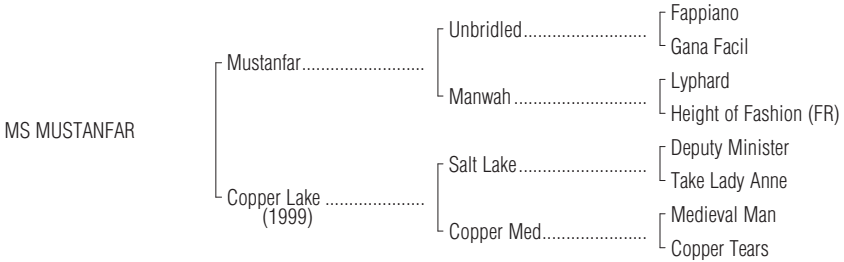 Fappiano
Unbridled..........................
Gana Facil
Mustanfar..........................
Lyphard
Manwah............................
Height of Fashion (FR)
MS MUSTANFAR
Deputy Minister
Salt Lake...........................
Take Lady Anne
Copper Lake .....................
(1999)
Medieval Man
Copper Med......................
Copper Tears